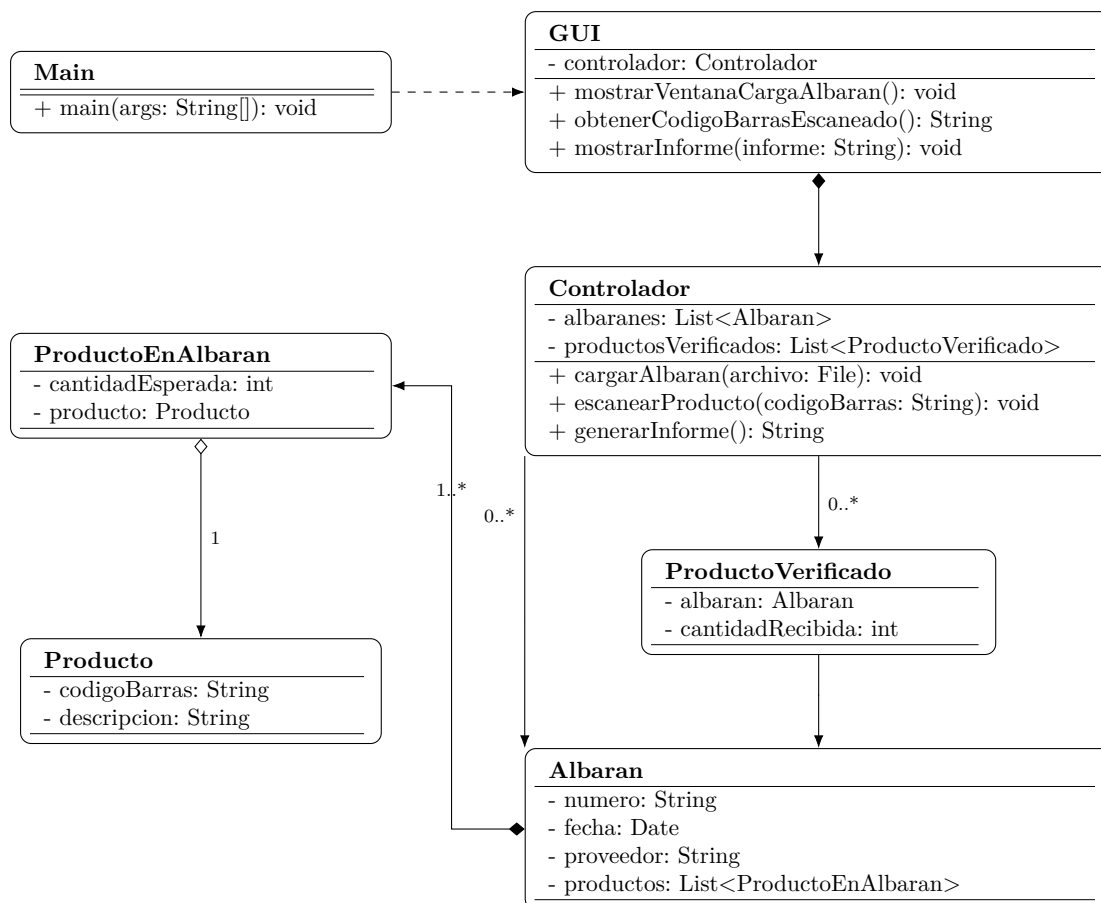 Main
+ main(args: String[]): void
GUI
- controlador: Controlador
+ mostrarVentanaCargaAlbaran(): void
+ obtenerCodigoBarrasEscaneado(): String
+ mostrarInforme(informe: String): void
Controlador
- albaranes: List<Albaran>
- productosVerificados: List<ProductoVerificado>
+ cargarAlbaran(archivo: File): void
+ escanearProducto(codigoBarras: String): void
+ generarInforme(): String
ProductoEnAlbaran
- cantidadEsperada: int
- producto: Producto
1..*
0..*
0..*
1
ProductoVerificado
- albaran: Albaran
- cantidadRecibida: int
Producto
- codigoBarras: String
- descripcion: String
Albaran
- numero: String
- fecha: Date
- proveedor: String
- productos: List<ProductoEnAlbaran>